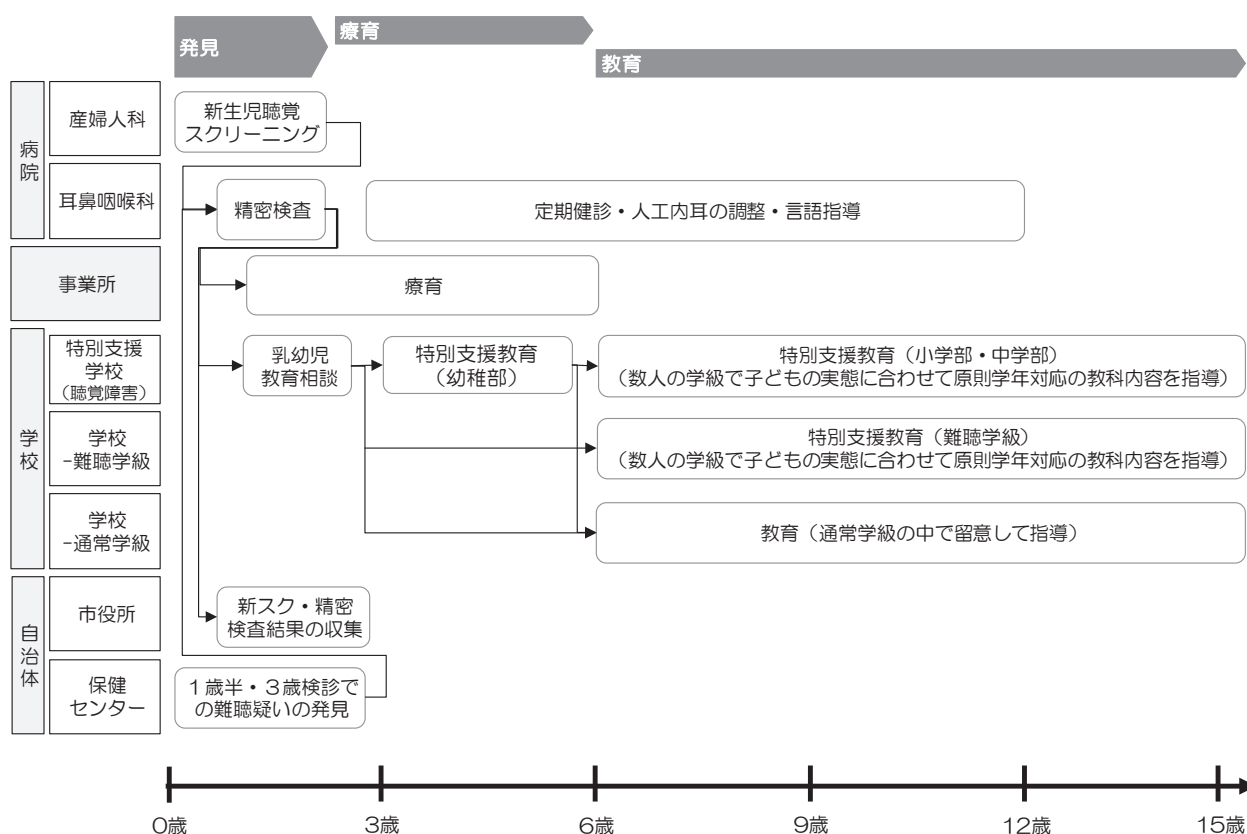 発見
療育
教育
病院
産婦人科
新生児聴覚
スクリーニング
耳鼻咽喉科
精密検査
定期健診・人工内耳の調整・言語指導
事業所
療育
学校
特別支援
学校
（聴覚障害）
乳幼児
教育相談
特別支援教育
（幼稚部）
特別支援教育（小学部・中学部）
（数人の学級で子どもの実態に合わせて原則学年対応の教科内容を指導）
学校
-難聴学級
特別支援教育（難聴学級）
（数人の学級で子どもの実態に合わせて原則学年対応の教科内容を指導）
学校
-通常学級
教育（通常学級の中で留意して指導）
自治体
市役所
新スク・精密
検査結果の収集
保健
センター
１歳半・３歳検診で
の難聴疑いの発見
0歳
3歳
6歳
9歳
12歳
15歳